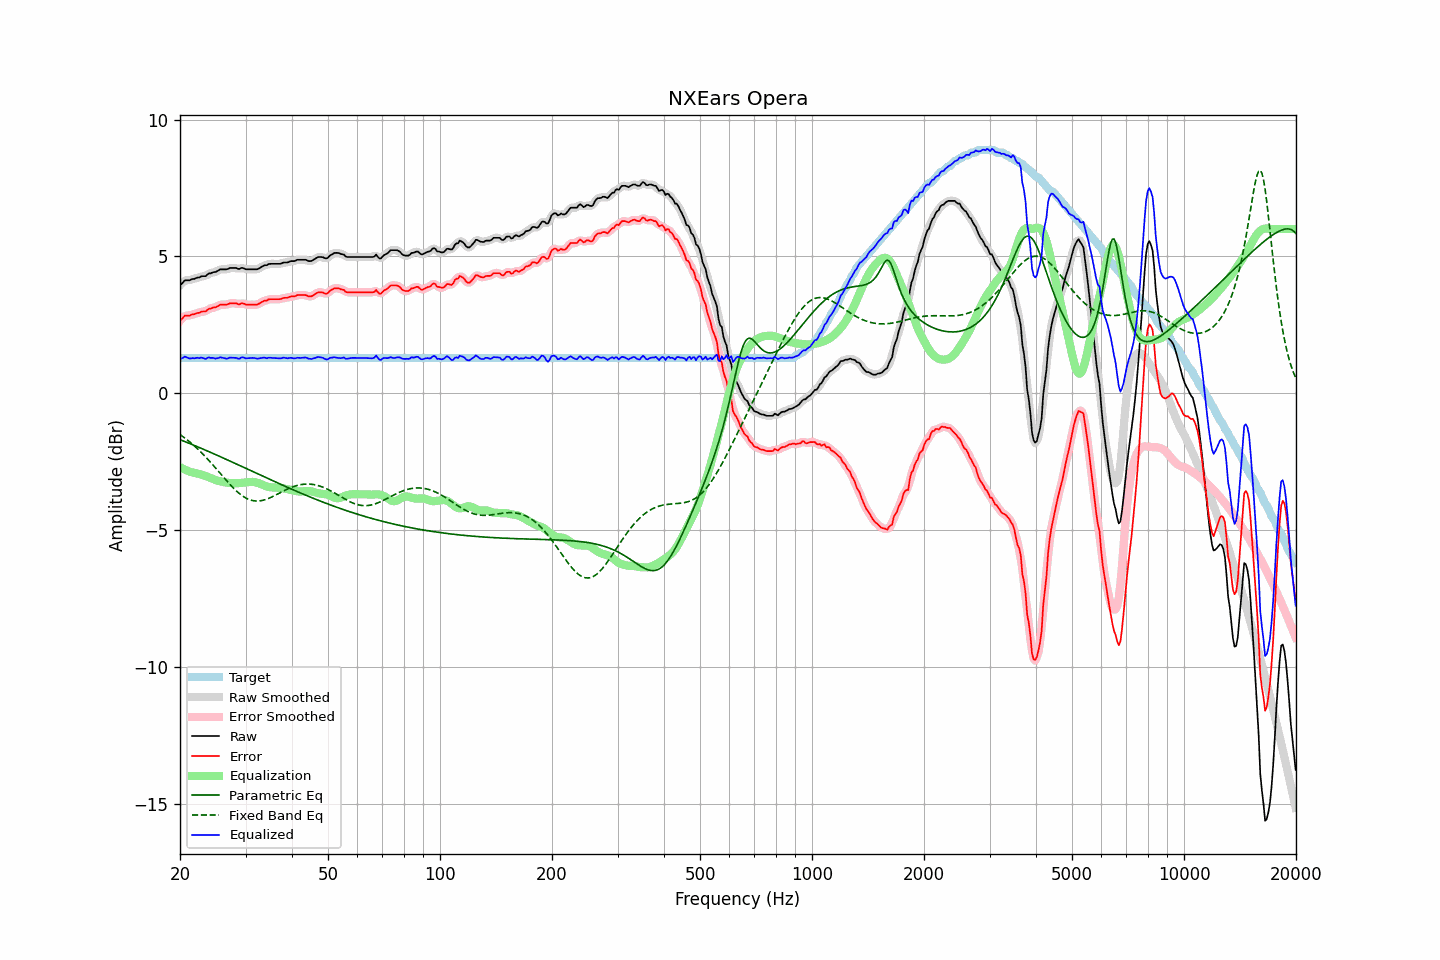 NXEars Opera
10
5
0
−5
−10
−15
Amplitude (dBr)
Target
Raw Smoothed
Error Smoothed
Raw
Error
Equalization
Parametric Eq
Fixed Band Eq
Equalized
20 50 100 200 500 1000 2000 5000 10000 20000
Frequency (Hz)